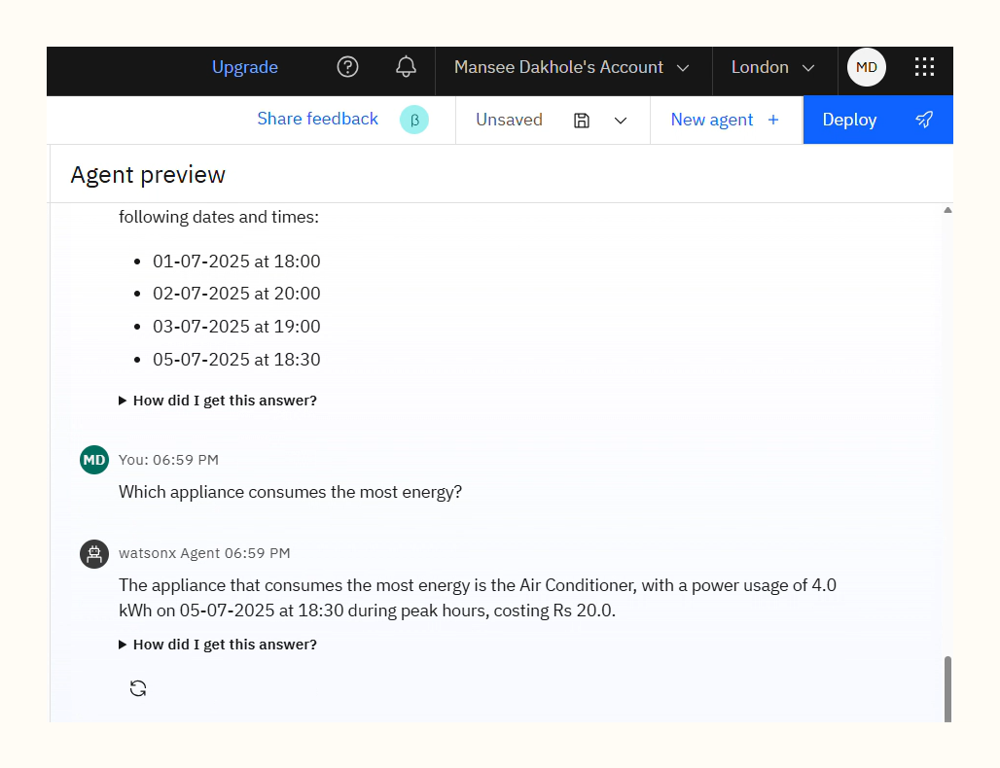 Upgrade
Mansee Dakhole's Account
London
MD
Share feedback
β
Unsaved
New agent +
Deploy
Agent preview
following dates and times:
• 01-07-2025 at 18:00
• 02-07-2025 at 20:00
• 03-07-2025 at 19:00
• 05-07-2025 at 18:30
How did I get this answer?
MD
You: 06:59 PM
Which appliance consumes the most energy?
watsonx Agent 06:59 PM
The appliance that consumes the most energy is the Air Conditioner, with a power usage of 4.0
kWh on 05-07-2025 at 18:30 during peak hours, costing Rs 20.0.
How did I get this answer?